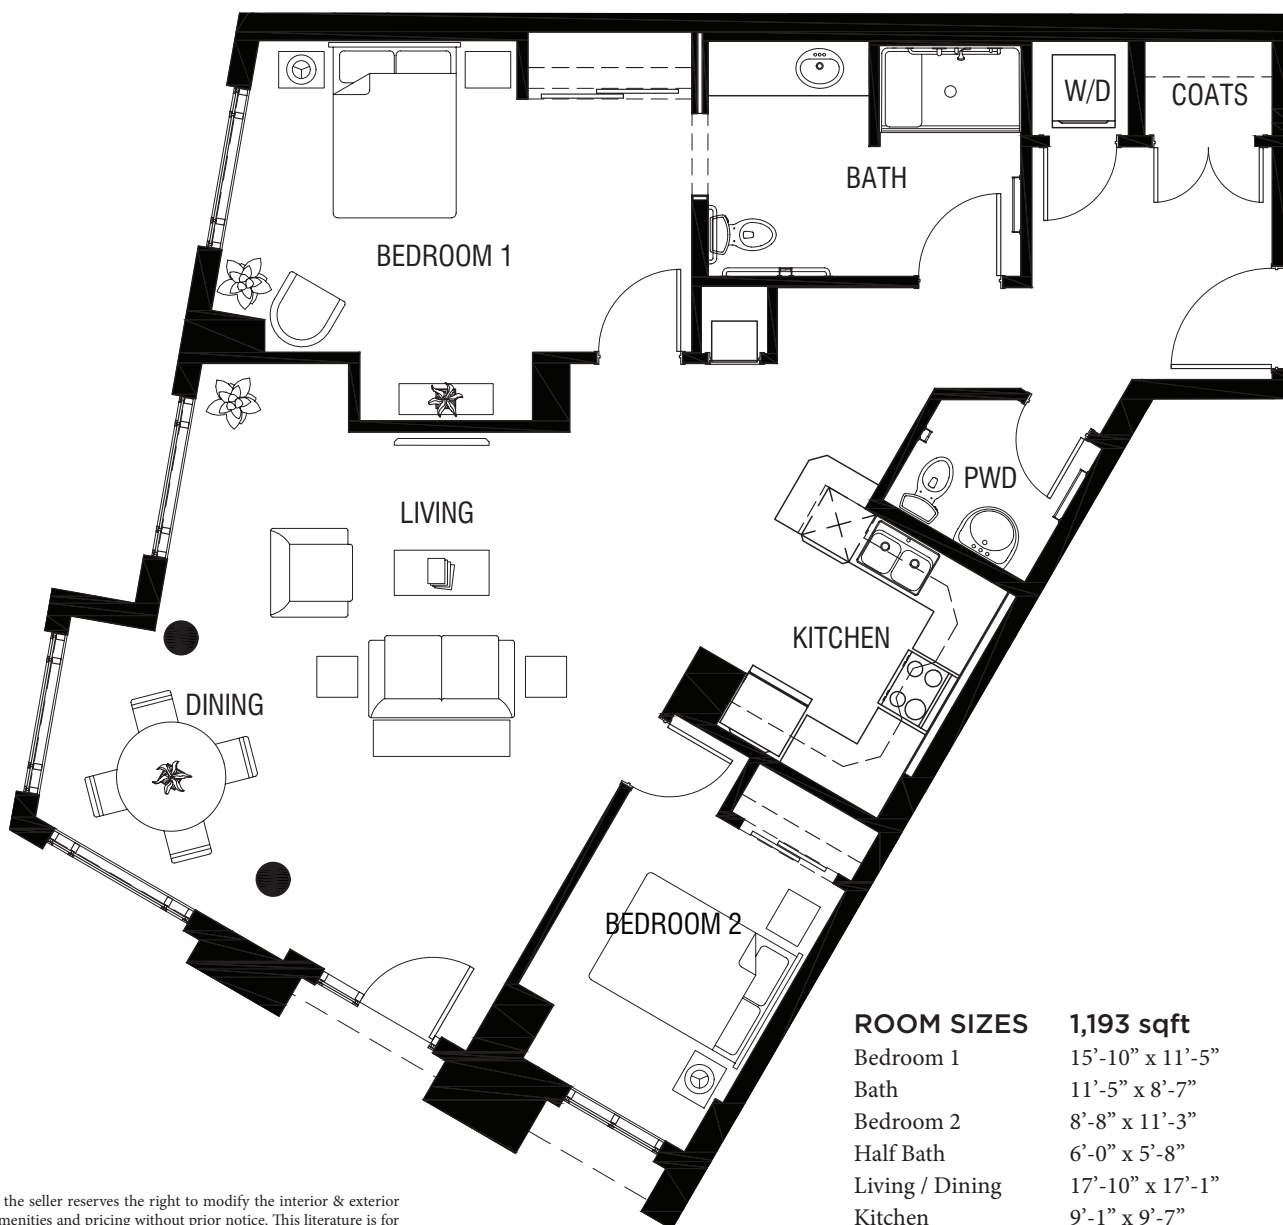 W/D
COATS
BATH
BEDROOM 1
PWD
LIVING
KITCHEN
DINING
BEDROOM 2
ROOM SIZES 1,193 sqft
Bedroom 1 15’-10” x 11’-5”
Bath 11’-5” x 8’-7”
Bedroom 2 8’-8” x 11’-3”
Half Bath 6’-0” x 5’-8”
Living / Dining 17’-10” x 17’-1”
Kitchen 9’-1” x 9’-7”
the seller reserves the right to modify the interior & exterior
menities and pricing without prior notice. This literature is for